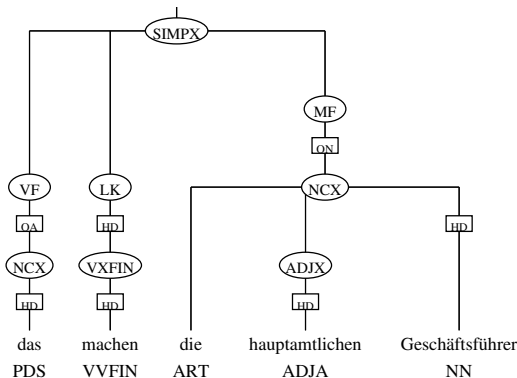 SIMPX
MF
ON
VF LK NCX
OA HD HD
NCX VXFIN ADJX
HD HD HD
das machen die hauptamtlichen Geschäftsführer
PDS VVFIN ART ADJA NN